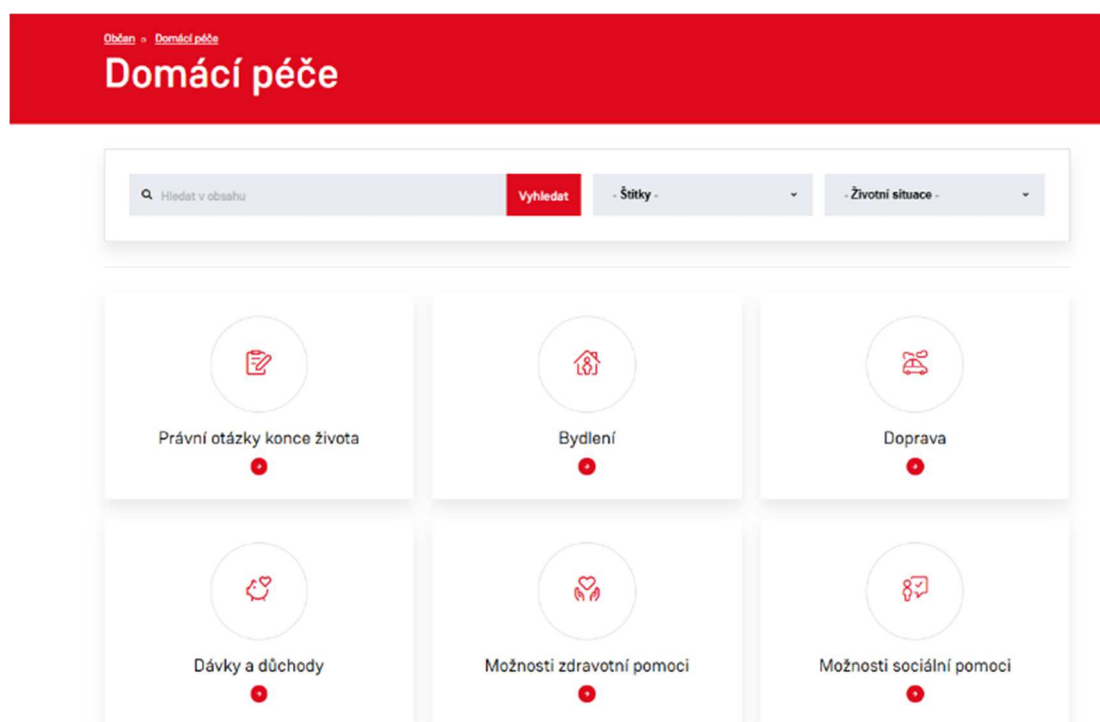 Občan Domácí péče
Domácí péče
Hledat v obsahu Vyhledat - Štítky - - Životní situace -
Právní otázky konce života Bydlení Doprava
Dávky a důchody Možnosti zdravotní pomoci Možnosti sociální pomoci